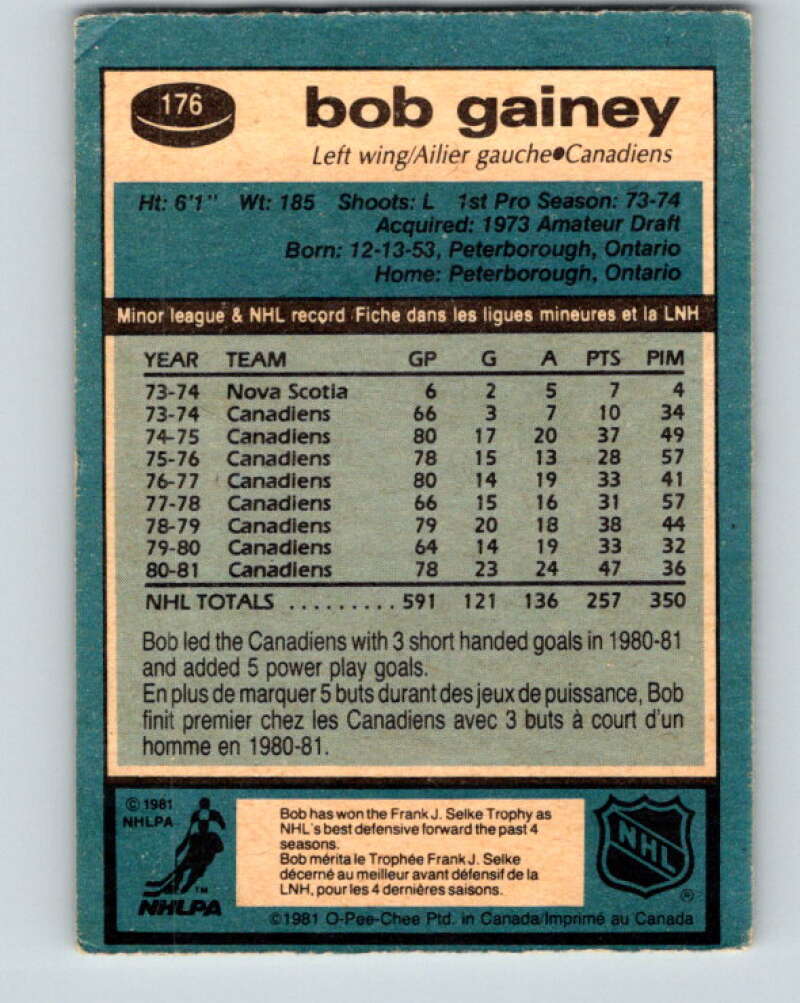 176
bob gainey
Left wing/Ailier gauche●Canadiens
Ht: 6'1" Wt: 185 Shoots: L 1st Pro Season: 73-74
Acquired: 1973 Amateur Draft
Born: 12-13-53, Peterborough, Ontario
Home: Peterborough, Ontario
Minor league & NHL record Fiche dans les ligues mineures et la LNH
YEAR TEAM GP G A PTS PIM
73-74 Nova Scotia 6 2 5 7 4
73-74 Canadiens 66 3 7 10 34
74-75 Canadiens 80 17 20 37 49
75-76 Canadiens 78 15 13 28 57
76-77 Canadiens 80 14 19 33 41
77-78 Canadiens 66 15 16 31 57
78-79 Canadiens 79 20 18 38 44
79-80 Canadiens 64 14 19 33 32
80-81 Canadiens 78 23 24 47 36
NHL TOTALS .......... 591 121 136 257 350
Bob led the Canadiens with 3 short handed goals in 1980-81
and added 5 power play goals.
En plus de marquer 5 buts durant des jeux de puissance, Bob
finit premier chez les Canadiens avec 3 buts à court d'un
homme en 1980-81.
© 1981
NHLPA
Bob has won the Frank J. Selke Trophy as
NHL's best defensive forward the past 4
seasons.
Bob mérita le Trophée Frank J. Selke
décerné au meilleur avant défensif de la
LNH, pour les 4 dernières saisons.
NHL
®
TM
NHLPA
©1981 O-Pee-Chee Ptd. in Canada/Imprimé au Canada